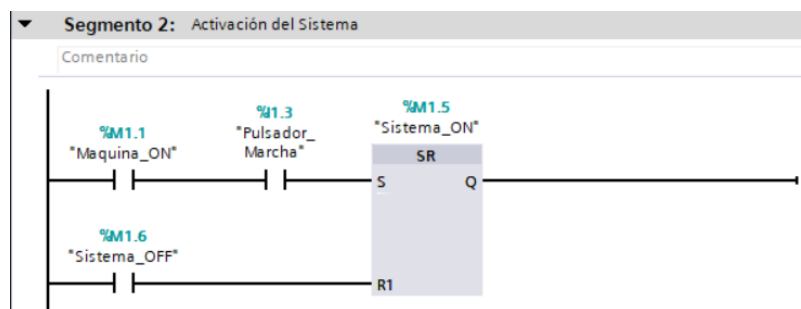 Segmento 2: Activación del Sistema
Comentario
%M1.1
"Maquina_ON"
%I1.3
"Pulsador_
Marcha"
%M1.5
"Sistema_ON"
SR
S Q
%M1.6
"Sistema_OFF"
R1